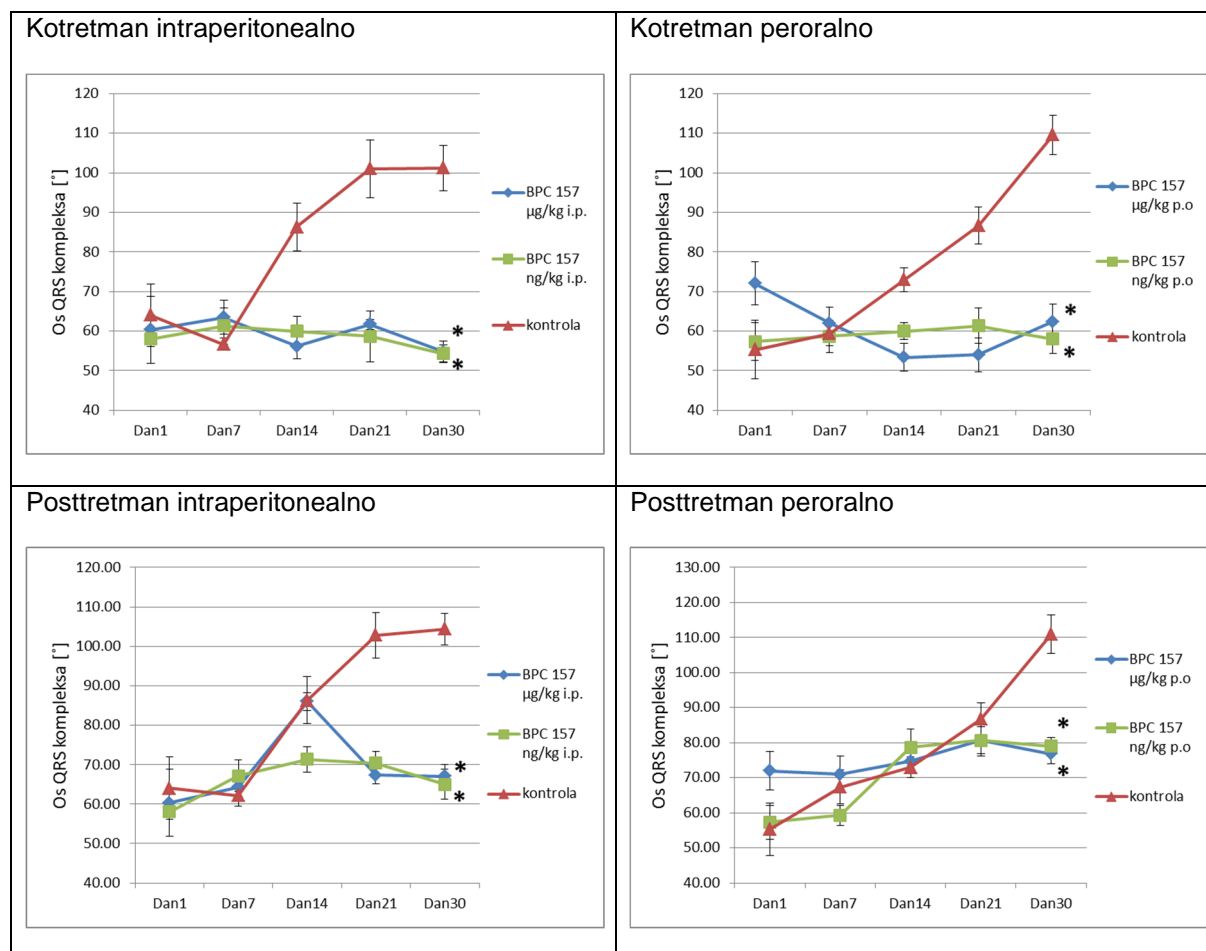 Kotretman intraperitonealno
Os QRS kompleksa [˚]
120
110
100
90
80
70
60
50
40
Dan1 Dan7 Dan14 Dan21 Dan30
*
*
BPC 157
µg/kg i.p.
BPC 157
ng/kg i.p.
kontrola
Kotretman peroralno
Os QRS kompleksa [˚]
120
110
100
90
80
70
60
50
40
Dan1 Dan7 Dan14 Dan21 Dan30
*
*
BPC 157
µg/kg p.o
BPC 157
ng/kg p.o
kontrola
Posttretman intraperitonealno
Os QRS kompleksa [˚]
120.00
110.00
100.00
90.00
80.00
70.00
60.00
50.00
40.00
Dan1 Dan7 Dan14 Dan21 Dan30
*
*
BPC 157
µg/kg i.p.
BPC 157
ng/kg i.p.
kontrola
Posttretman peroralno
Os QRS kompleksa [˚]
130.00
120.00
110.00
100.00
90.00
80.00
70.00
60.00
50.00
40.00
Dan1 Dan7 Dan14 Dan21 Dan30
*
*
BPC 157
µg/kg p.o
BPC 157
ng/kg p.o
kontrola